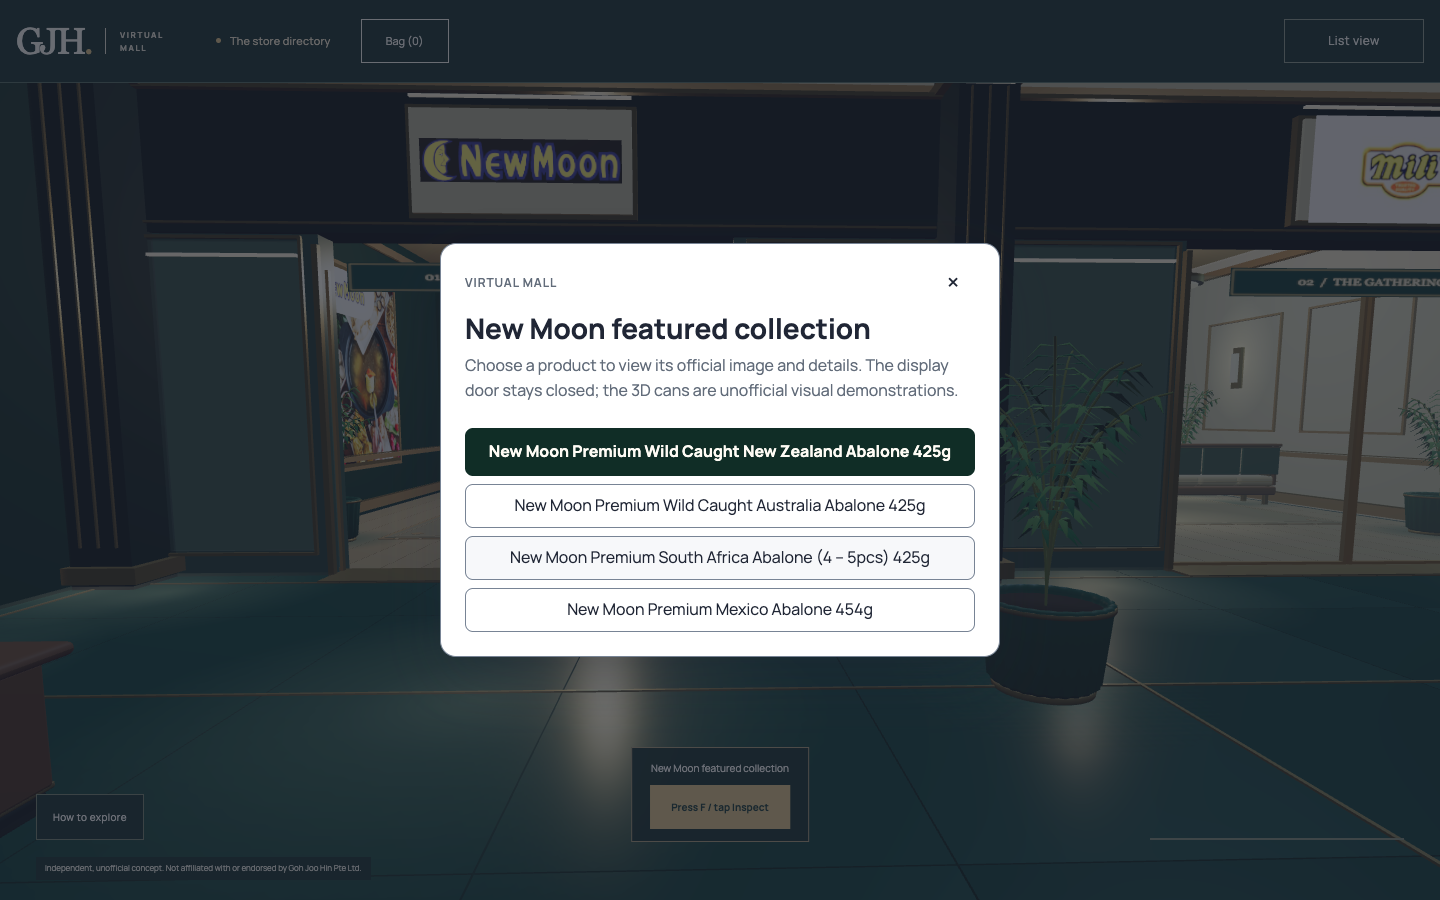 GJH.
VIRTUAL
MALL
The store directory
Bag (0)
List view
NewMoon
Mili
01
02 / THE GATHERING
VIRTUAL MALL
New Moon featured collection
Choose a product to view its official image and details. The display
door stays closed; the 3D cans are unofficial visual demonstrations.
New Moon Premium Wild Caught New Zealand Abalone 425g
New Moon Premium Wild Caught Australia Abalone 425g
New Moon Premium South Africa Abalone (4 – 5pcs) 425g
New Moon Premium Mexico Abalone 454g
New Moon featured collection
Press F / tap Inspect
How to explore
Independent, unofficial concept. Not affiliated with or endorsed by Goh Joo Hin Pte Ltd.